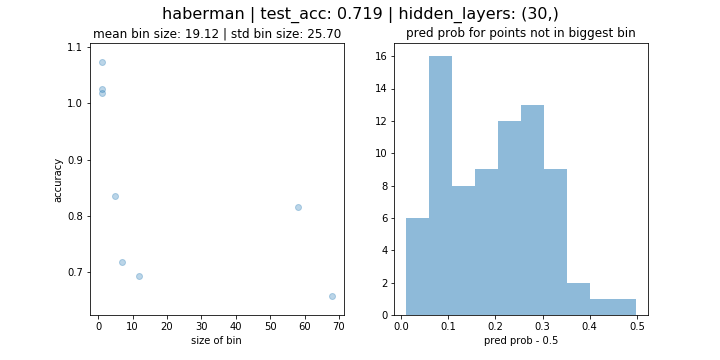 haberman | test_acc: 0.719 | hidden_layers: (30,)
mean bin size: 19.12 | std bin size: 25.70
1.1
1.0
0.9
0.8
0.7
accuracy
0 10 20 30 40 50 60 70
size of bin
pred prob for points not in biggest bin
16
14
12
10
8
6
4
2
0
0.0 0.1 0.2 0.3 0.4 0.5
pred prob - 0.5